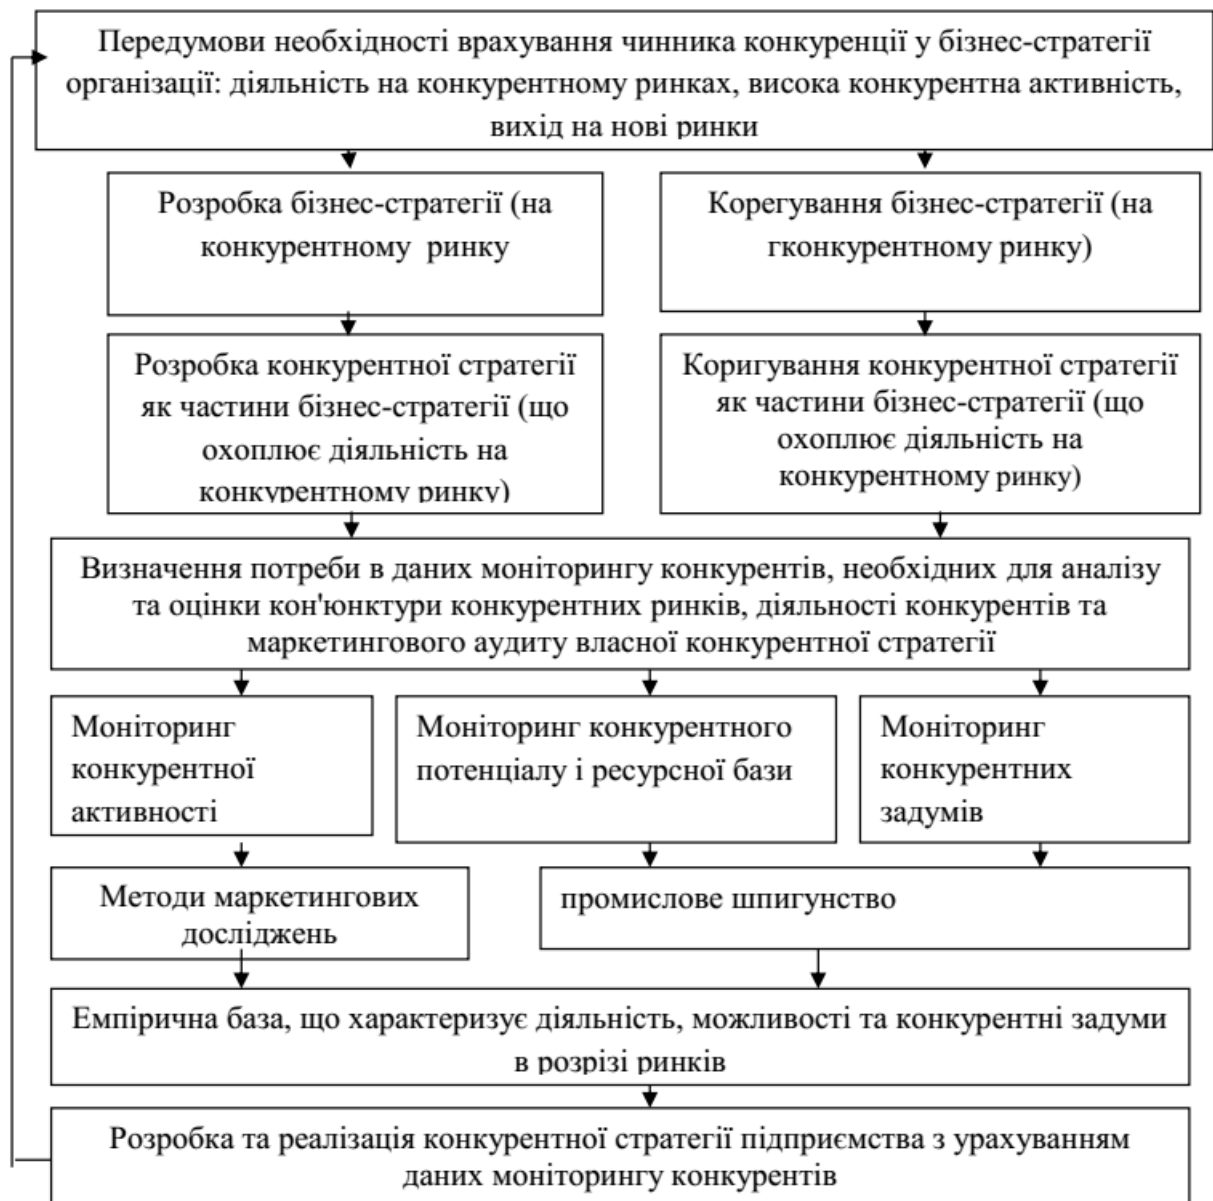 Передумови необхідності врахування чинника конкуренції у бізнес-стратегії
організації: діяльність на конкурентному ринках, висока конкурентна активність,
вихід на нові ринки
Розробка бізнес-стратегії (на
конкурентному ринку
Корегування бізнес-стратегії (на
гконкурентному ринку)
Розробка конкурентної стратегії
як частини бізнес-стратегії (що
охоплює діяльність на
конкурентному ринку)
Коригування конкурентної стратегії
як частини бізнес-стратегії (що
охоплює діяльність на
конкурентному ринку)
Визначення потреби в даних моніторингу конкурентів, необхідних для аналізу
та оцінки кон'юнктури конкурентних ринків, діяльності конкурентів та
маркетингового аудиту власної конкурентної стратегії
Моніторинг
конкурентної
активності
Моніторинг конкурентного
потенціалу і ресурсної бази
Моніторинг
конкурентних
задумів
Методи маркетингових
досліджень
промислове шпигунство
Емпірична база, що характеризує діяльність, можливості та конкурентні задуми
в розрізі ринків
Розробка та реалізація конкурентної стратегії підприємства з урахуванням
даних моніторингу конкурентів